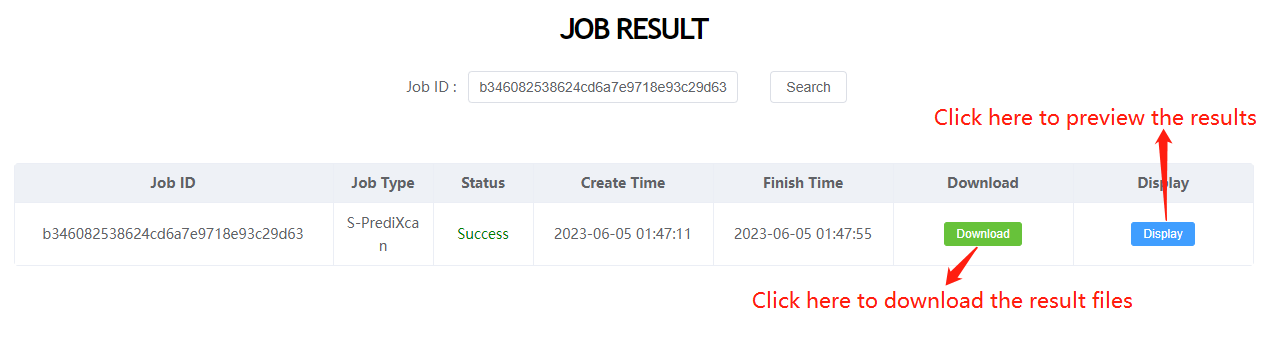 JOB RESULT
Job ID : b346082538624cd6a7e9718e93c29d63 Search
Click here to preview the results
Job ID Job Type Status Create Time Finish Time Download Display
b346082538624cd6a7e9718e93c29d63 S-PrediXca Success 2023-06-05 01:47:11 2023-06-05 01:47:55 Download Display
n
Click here to download the result files